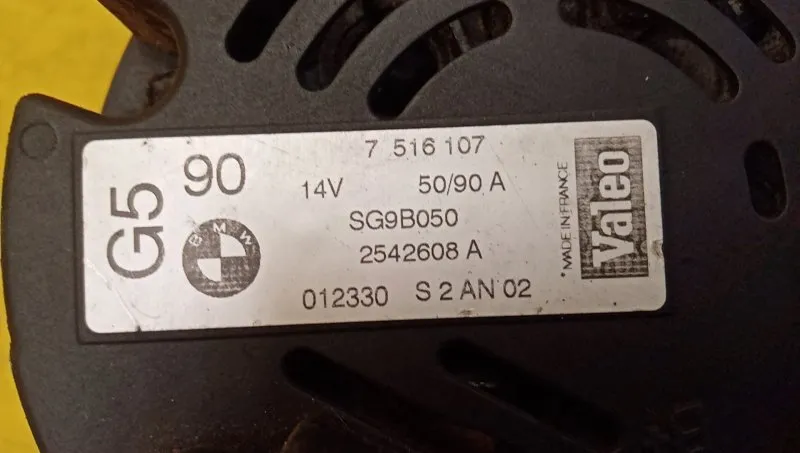 G5
90
BMW
7 516 107
14V 50/90 A
SG9B050
2542608 A
012330 S 2 AN 02
* MADE IN FRANCE
Valeo